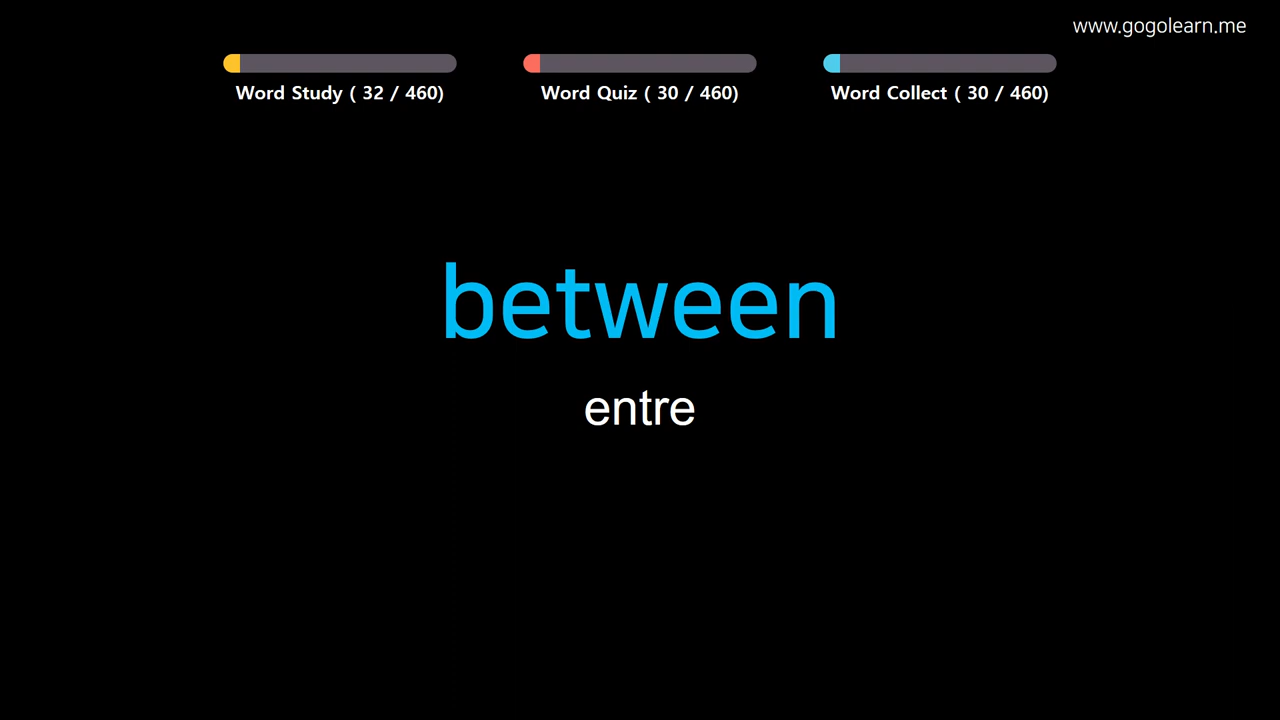 www.gogolearn.me
Word Study ( 32 / 460)
Word Quiz ( 30 / 460)
Word Collect ( 30 / 460)
between
entre